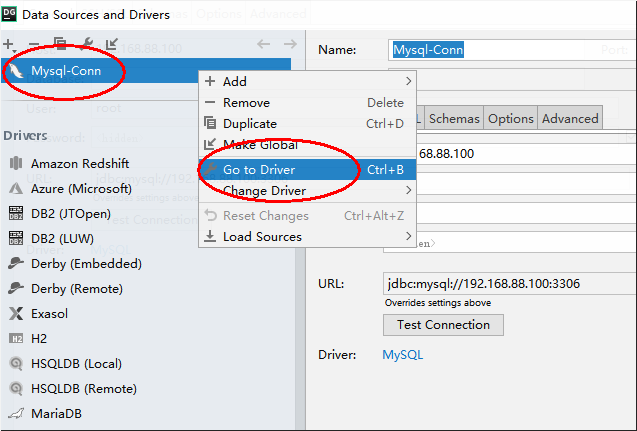 DG Data Sources and Drivers
Mysql-Conn
Drivers
Amazon Redshift
Azure (Microsoft)
DB2 (JTOpen)
DB2 (LUW)
Derby (Embedded)
Derby (Remote)
Exasol
H2
HSQLDB (Local)
HSQLDB (Remote)
MariaDB
Add
Remove Delete
Duplicate Ctrl+D
Make Global
Go to Driver Ctrl+B
Change Driver
Reset Changes Ctrl+Alt+Z
Load Sources
Name: Mysql-Conn
Schemas Options Advanced
68.88.100
URL: jdbc:mysql://192.168.88.100:3306
Overrides settings above
Test Connection
Driver: MySQL